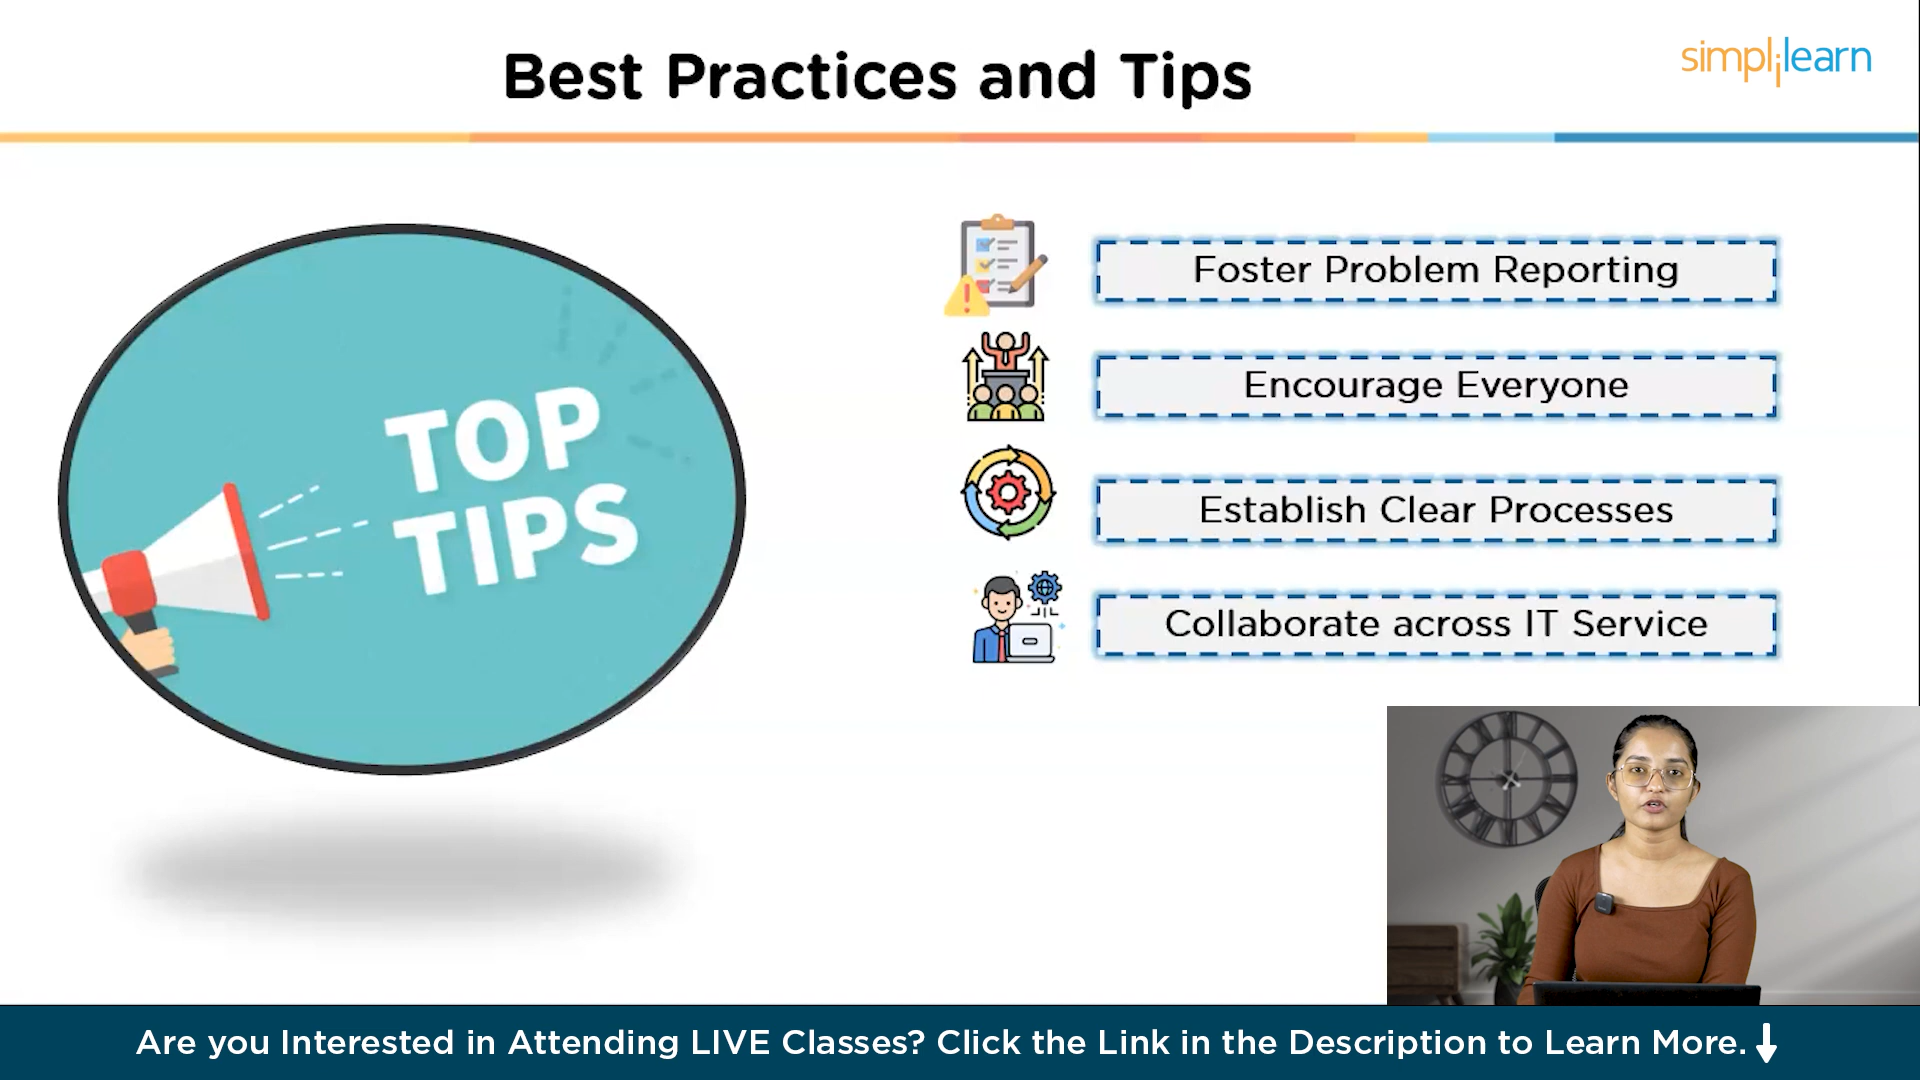 Best Practices and Tips
simplilearn
TOP
TIPS
Foster Problem Reporting
Encourage Everyone
Establish Clear Processes
Collaborate across IT Service
Are you Interested in Attending LIVE Classes? Click the Link in the Description to Learn More.